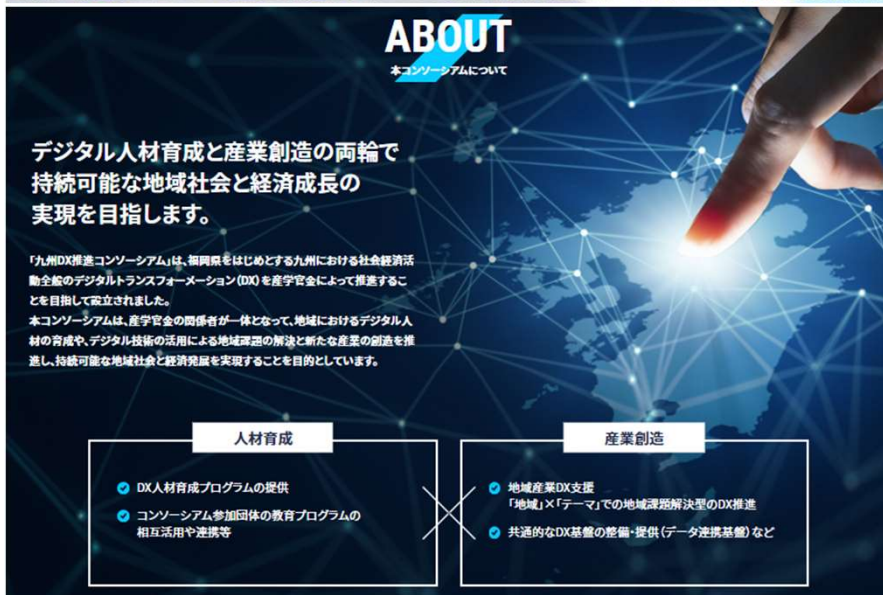 ABOUT
本コンソーシアムについて
デジタル人材育成と産業創造の両輪で
持続可能な地域社会と経済成長の
実現を目指します。
「九州DX推進コンソーシアム」は、福岡県をはじめとする九州における社会経済活
動全般のデジタルトランスフォーメーション(DX)を産学官金によって推進するこ
とを目指して設立されました。
本コンソーシアムは、産学官金の関係者が一体となって、地域におけるデジタル人
材の育成や、デジタル技術の活用による地域課題の解決と新たな産業の創造を推
進し、持続可能な地域社会と経済発展を実現することを目的としています。
人材育成
DX人材育成プログラムの提供
コンソーシアム参加団体の教育プログラムの
相互活用や連携等
産業創造
地域産業DX支援
「地域」×「テーマ」での地域課題解決型のDX推進
共通的なDX基盤の整備・提供(データ連携基盤)など